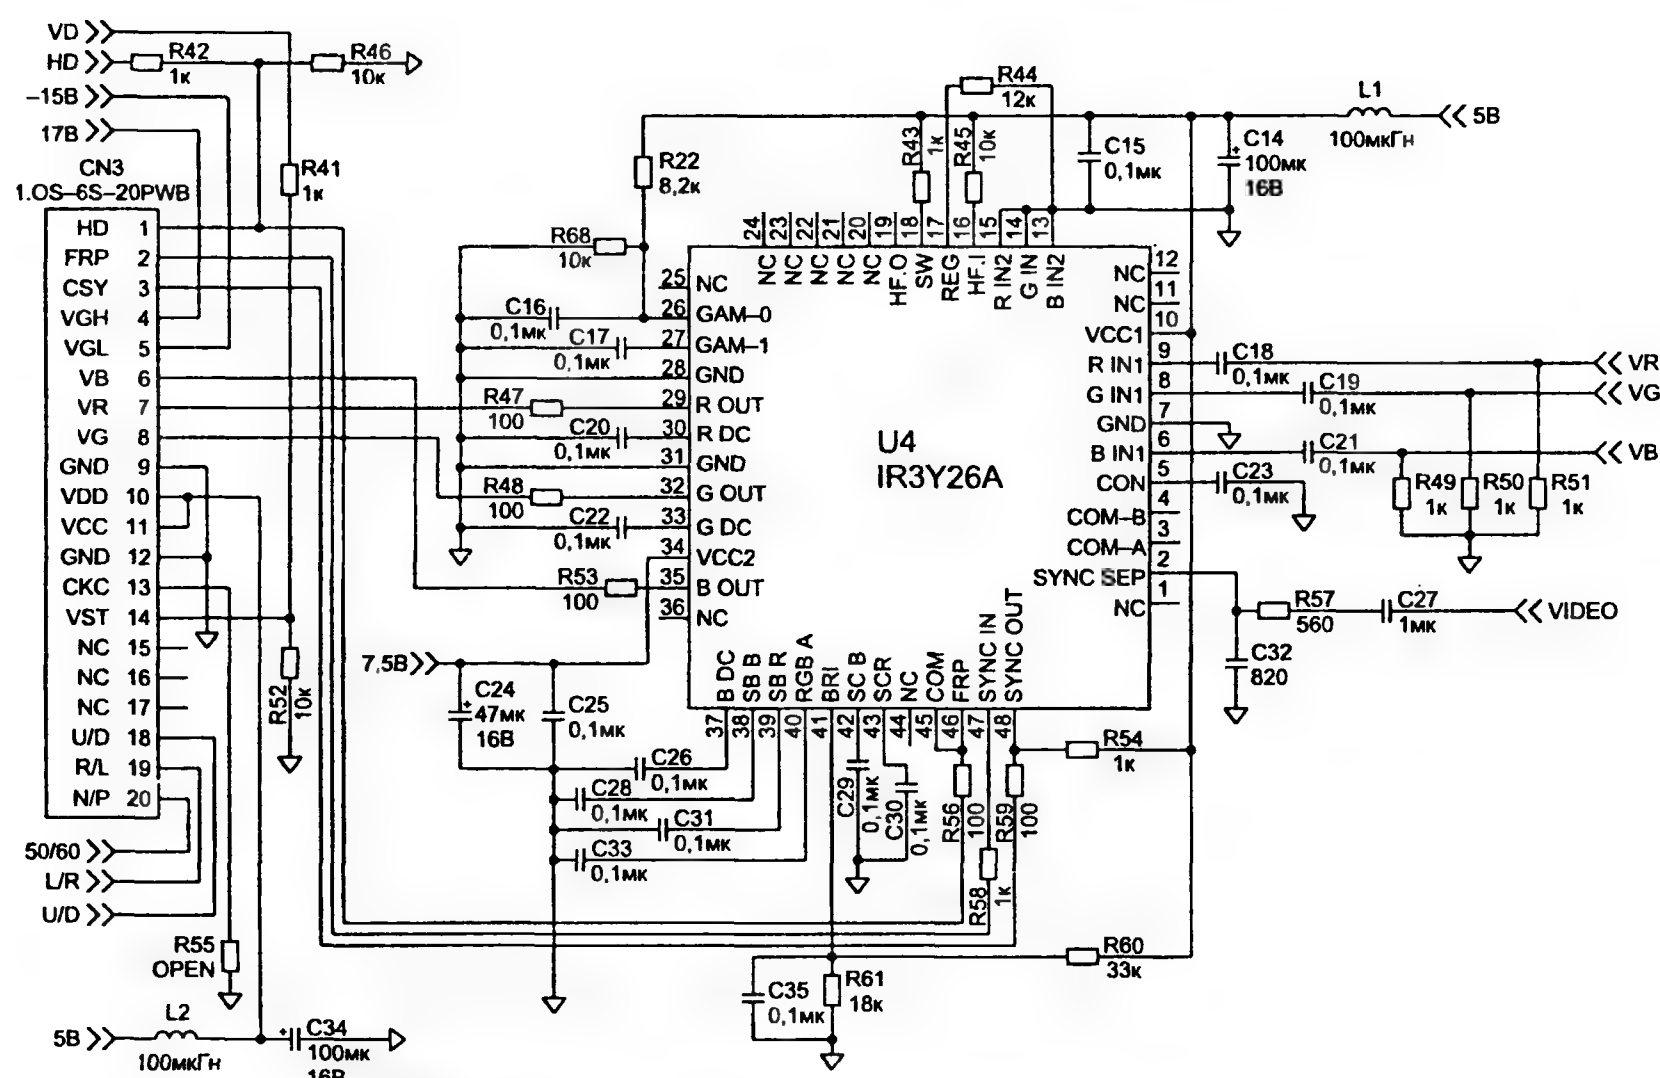 VD
HD
R42
1к
R46
10к
–15В
17В
CN3
1.OS–6S–20PWB
R41
1к
HD 1
FRP 2
CSY 3
VGH 4
VGL 5
VB 6
VR 7
VG 8
GND 9
VDD 10
VCC 11
GND 12
CKC 13
VST 14
NC 15
NC 16
NC 17
U/D 18
R/L 19
N/P 20
50/60
L/R
U/D
R52
10к
R55
OPEN
5В
L2
100мкГн
C34
100мк
16В
R22
8,2к
R68
10к
C16
0,1мк
C17
0,1мк
R47
100
C20
0,1мк
R48
100
C22
0,1мк
R53
100
7,5В
C24
47мк
16В
C25
0,1мк
C26
0,1мк
C28
0,1мк
C31
0,1мк
C33
0,1мк
R43
1к
R45
10к
R44
12к
C15
0,1мк
C14
100мк
16В
L1
100мкГн
5В
24 23 22 21 20 19 18 17 16 15 14 13
NC NC NC NC NC HF.O SW REG HF.I R IN2 G IN B IN2
25 NC
26 GAM–0
27 GAM–1
28 GND
29 R OUT
30 R DC
31 GND
32 G OUT
33 G DC
34 VCC2
35 B OUT
36 NC
U4
IR3Y26A
NC 12
NC 11
VCC1 10
R IN1 9
G IN1 8
GND 7
B IN1 6
CON 5
COM–B 4
COM–A 3
SYNC SEP 2
NC 1
B DC SB B SB R RGB A BRI SC B SCR NC COM FRP SYNC IN SYNC OUT
37 38 39 40 41 42 43 44 45 46 47 48
C18
0,1мк
C19
0,1мк
C21
0,1мк
C23
0,1мк
VR
VG
VB
R49
1к
R50
1к
R51
1к
R57
560
C27
1мк
VIDEO
C32
820
R54
1к
C29
0,1мк
C30
0,1мк
R56
100
R59
100
R58
1к
R60
33к
C35
0,1мк
R61
18к